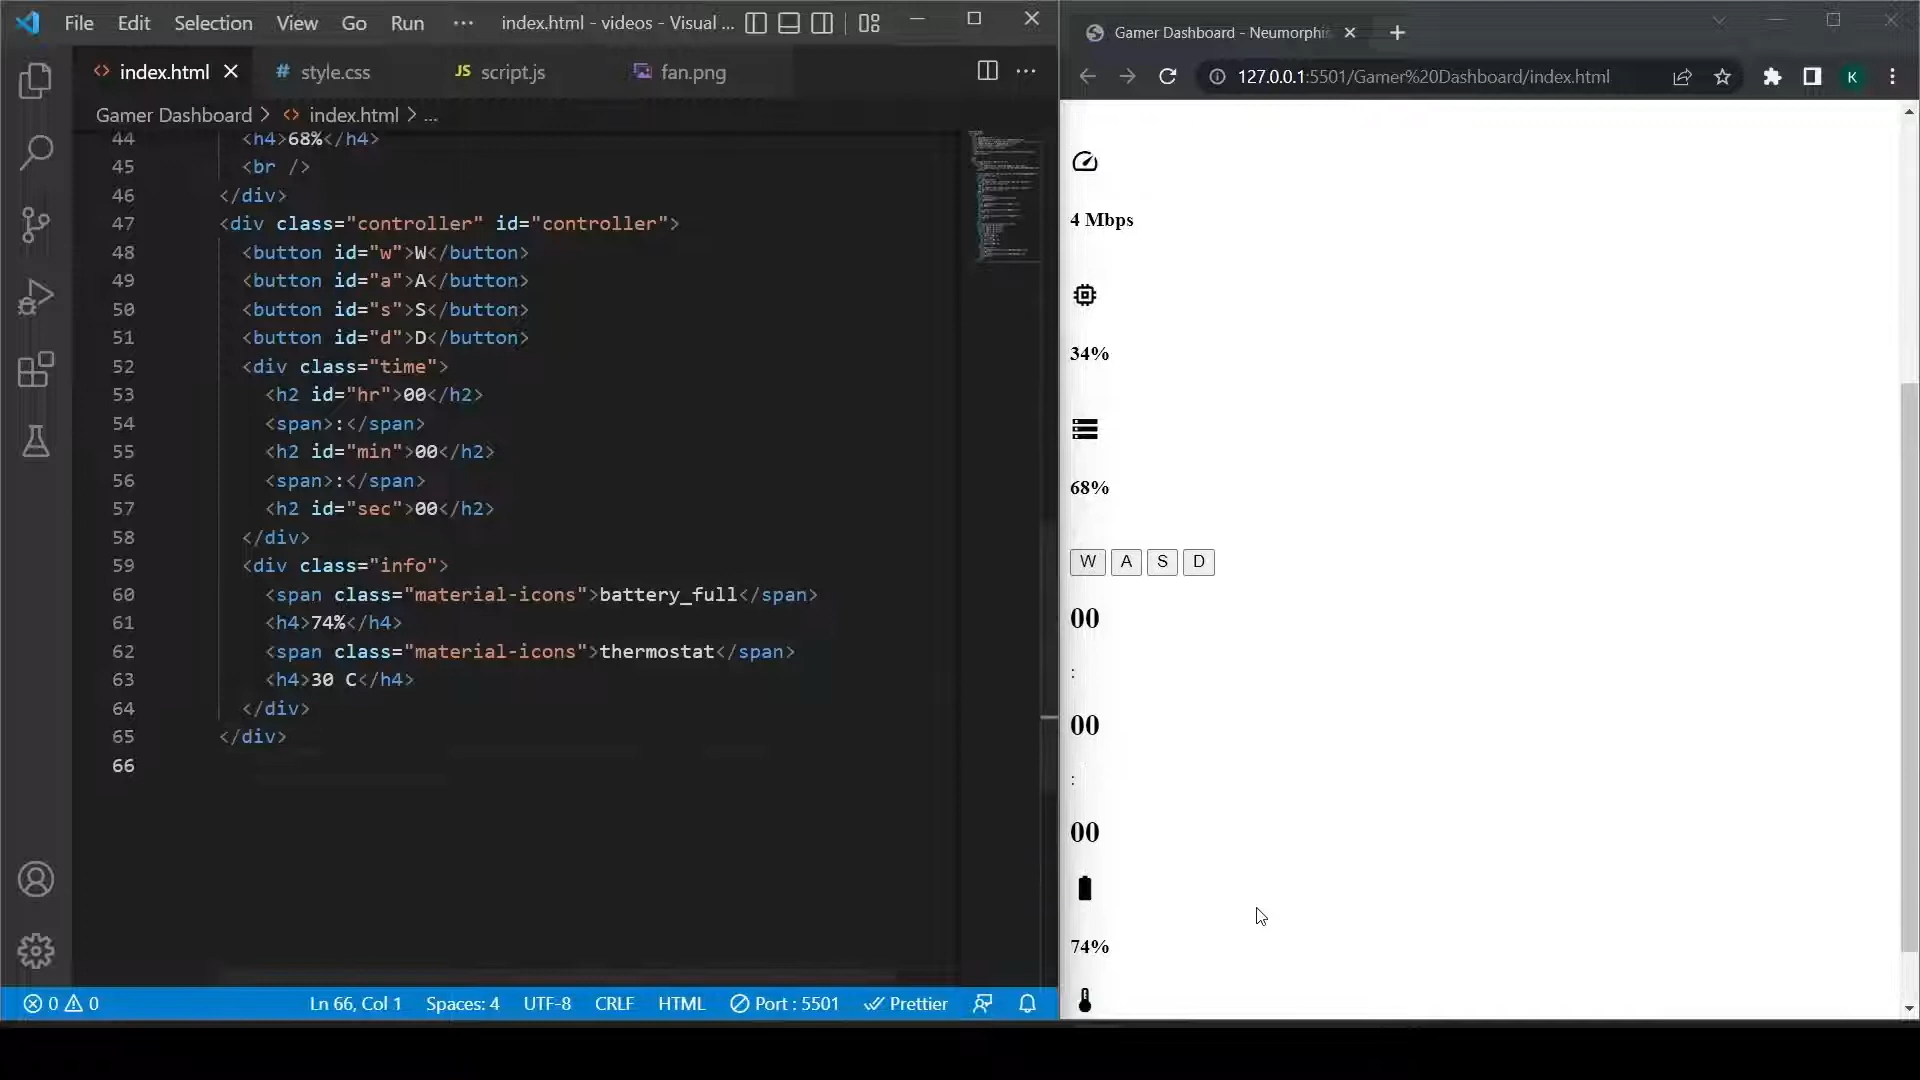 File Edit Selection View Go Run ··· index.html - videos - Visual ...
index.html style.css JS script.js fan.png
Gamer Dashboard > index.html > ...
44 <h4>68%</h4>
45 <br />
46 </div>
47 <div class="controller" id="controller">
48 <button id="w">W</button>
49 <button id="a">A</button>
50 <button id="s">S</button>
51 <button id="d">D</button>
52 <div class="time">
53 <h2 id="hr">00</h2>
54 <span>:</span>
55 <h2 id="min">00</h2>
56 <span>:</span>
57 <h2 id="sec">00</h2>
58 </div>
59 <div class="info">
60 <span class="material-icons">battery_full</span>
61 <h4>74%</h4>
62 <span class="material-icons">thermostat</span>
63 <h4>30 C</h4>
64 </div>
65 </div>
66
0 0 Ln 66, Col 1 Spaces: 4 UTF-8 CRLF HTML Port : 5501 Prettier
Gamer Dashboard - Neumorphis
127.0.0.1:5501/Gamer%20Dashboard/index.html K
4 Mbps
34%
68%
W A S D
00
:
00
:
00
74%